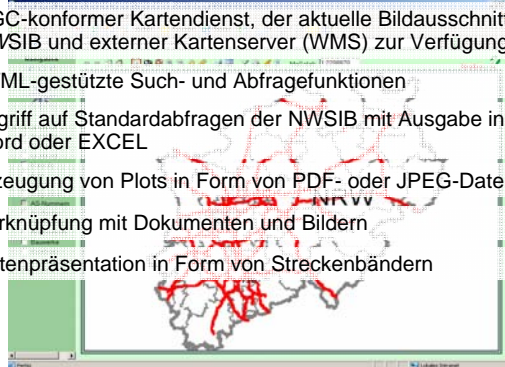 GC-konformer Kartendienst, der aktuelle Bildausschnitt
WSIB und externer Kartenserver (WMS) zur Verfügung
ML-gestützte Such- und Abfragefunktionen
griff auf Standardabfragen der NWSIB mit Ausgabe in
ord oder EXCEL
zeugung von Plots in Form von PDF- oder JPEG-Date
NRW
rknüpfung mit Dokumenten und Bildern
tenpräsentation in Form von Streckenbändern